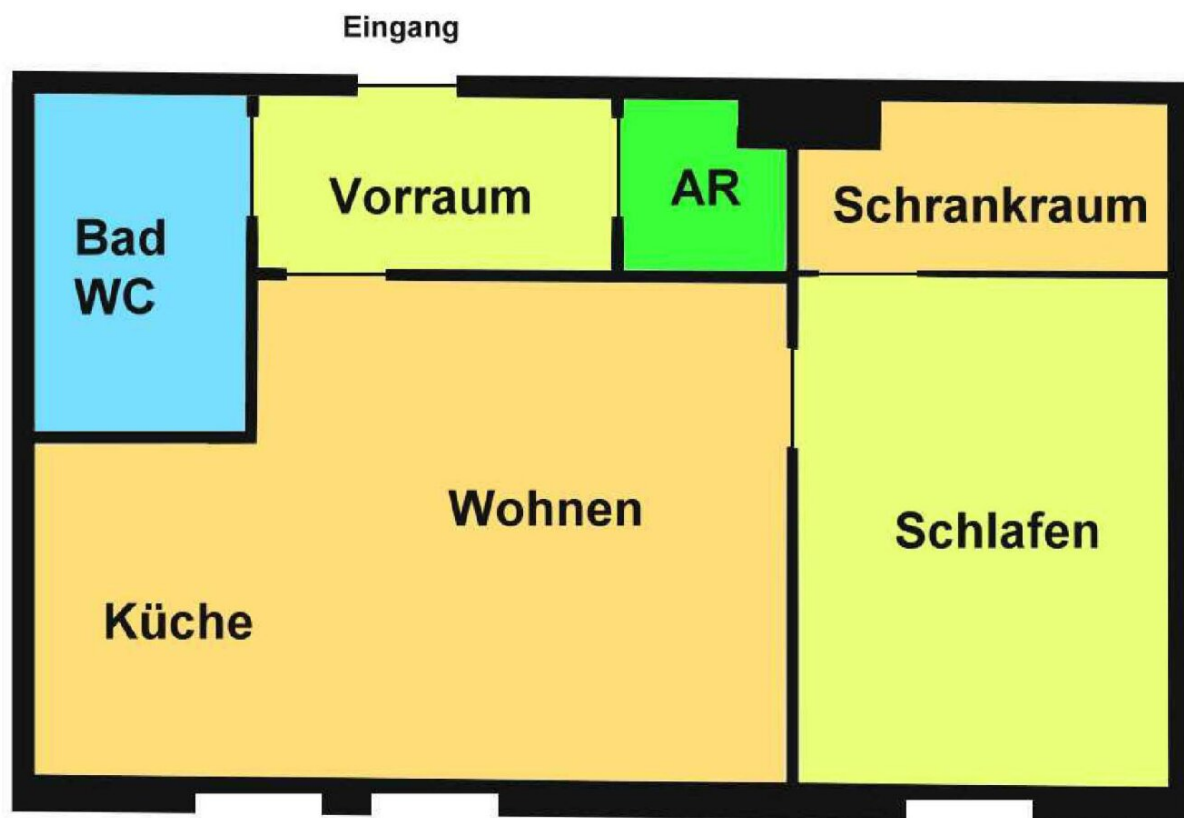 Eingang
Bad
WC
Vorraum
AR
Schrankraum
Wohnen
Schlafen
Küche